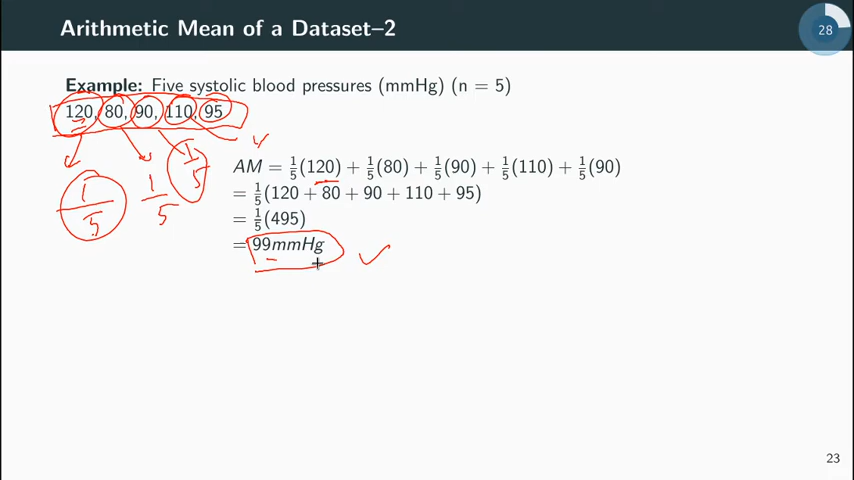 Arithmetic Mean of a Dataset–2
28
Example: Five systolic blood pressures (mmHg) (n = 5)
120, 80, 90, 110, 95
AM = 1/5(120) + 1/5(80) + 1/5(90) + 1/5(110) + 1/5(90)
= 1/5(120 + 80 + 90 + 110 + 95)
= 1/5(495)
= 99mmHg
1/5 1/5 1/5
23